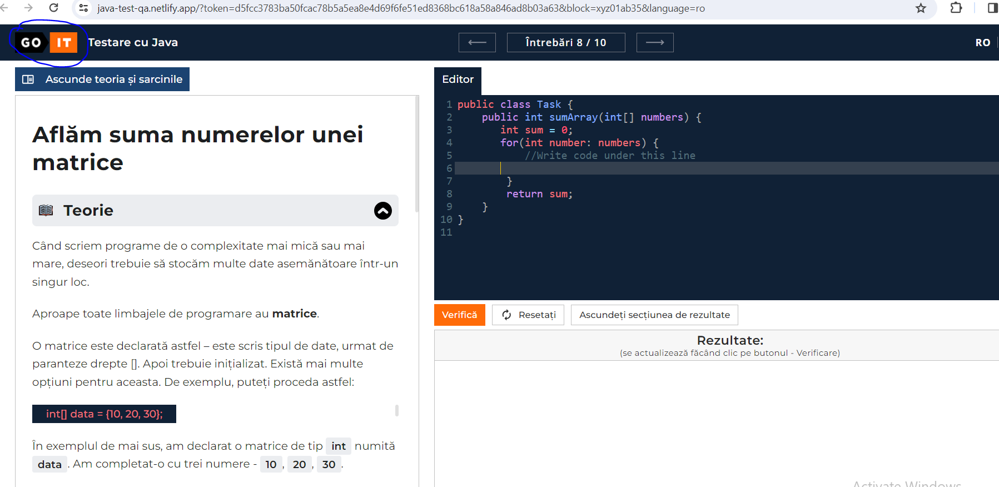 java-test-qa.netlify.app/?token=d5fcc3783ba50fcac78b5a5ea8e4d69f6fe51ed8368bc618a58a846ad8b03a63&block=xyz01ab35&language=ro
GO IT Testare cu Java
Întrebări 8 / 10
RO
Ascunde teoria și sarcinile
Aflăm suma numerelor unei
matrice
Teorie
Când scriem programe de o complexitate mai mică sau mai
mare, deseori trebuie să stocăm multe date asemănătoare într-un
singur loc.
Aproape toate limbajele de programare au matrice.
O matrice este declarată astfel – este scris tipul de date, urmat de
paranteze drepte []. Apoi trebuie inițializat. Există mai multe
opțiuni pentru aceasta. De exemplu, puteți proceda astfel:
int[] data = {10, 20, 30};
În exemplul de mai sus, am declarat o matrice de tip int numită
data. Am completat-o cu trei numere - 10, 20, 30.
Editor
1 public class Task {
2     public int sumArray(int[] numbers) {
3        int sum = 0;
4        for(int number: numbers) {
5            //Write code under this line
6
7         }
8         return sum;
9     }
10 }
11
Verifică
Resetați
Ascundeți secțiunea de rezultate
Rezultate:
(se actualizează făcând clic pe butonul - Verificare)
Activate Windows